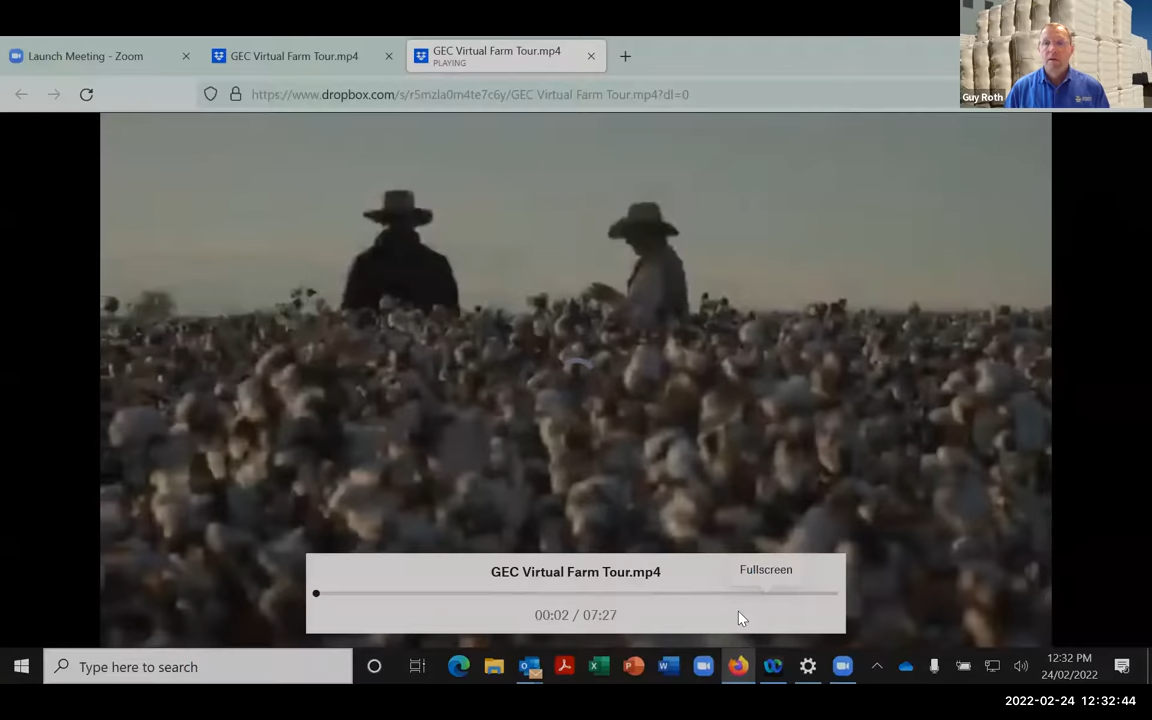 Launch Meeting - Zoom
GEC Virtual Farm Tour.mp4
GEC Virtual Farm Tour.mp4
PLAYING
https://www.dropbox.com/s/r5mzla0m4te7c6y/GEC Virtual Farm Tour.mp4?dl=0
Guy Roth
GEC Virtual Farm Tour.mp4
Fullscreen
00:02 / 07:27
Type here to search
12:32 PM
24/02/2022
2022-02-24 12:32:44